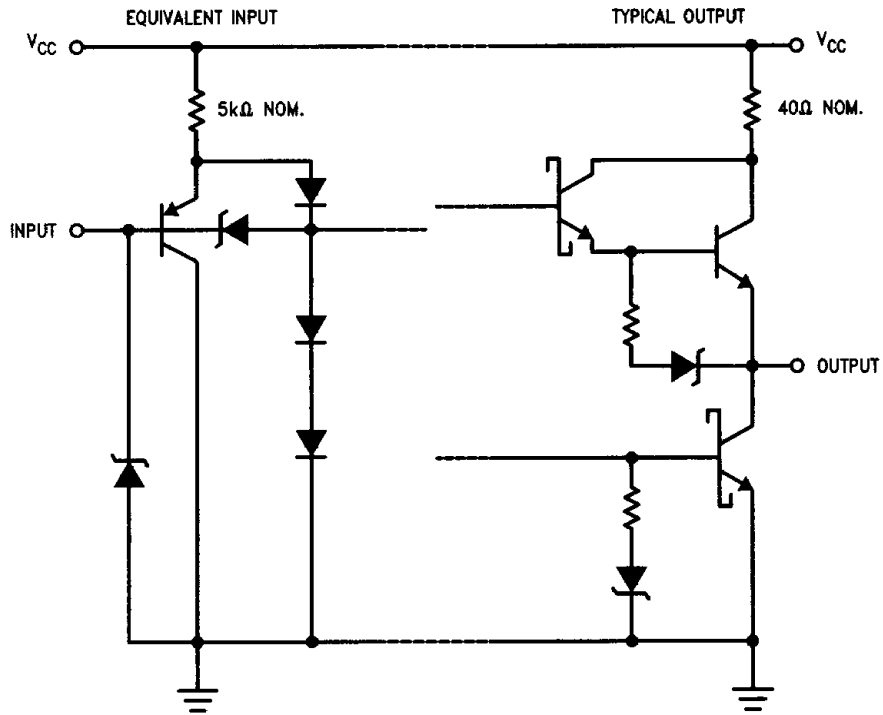 EQUIVALENT INPUT
TYPICAL OUTPUT
VCC
VCC
5kΩ NOM.
40Ω NOM.
INPUT
OUTPUT